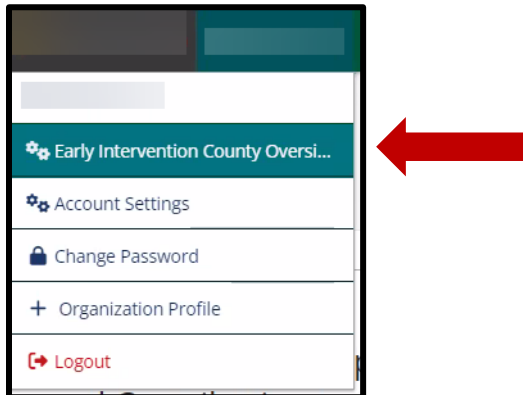 Early Intervention County Oversi...
Account Settings
Change Password
+ Organization Profile
Logout